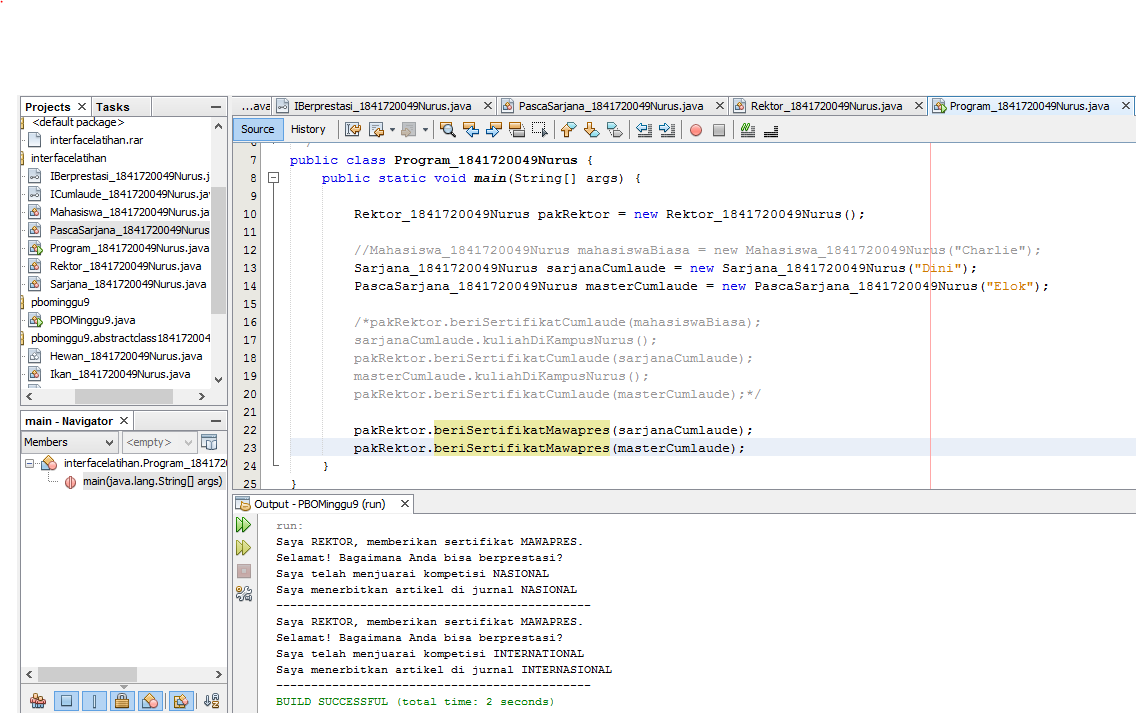 Projects
Tasks
<default package>
interfacelatihan.rar
interfacelatihan
IBerprestasi_1841720049Nurus.j
ICumlaude_1841720049Nurus.ja
Mahasiswa_1841720049Nurus.ja
PascaSarjana_1841720049Nurus
Program_1841720049Nurus.java
Rektor_1841720049Nurus.java
Sarjana_1841720049Nurus.java
pbominggu9
PBOMinggu9.java
pbominggu9.abstractclass184172004
Hewan_1841720049Nurus.java
Ikan_1841720049Nurus.java
main - Navigator
Members
<empty>
interfacelatihan.Program_184172
main(java.lang.String[] args)
...ava
IBerprestasi_1841720049Nurus.java
PascaSarjana_1841720049Nurus.java
Rektor_1841720049Nurus.java
Program_1841720049Nurus.java
Source History
7 public class Program_1841720049Nurus {
8 public static void main(String[] args) {
9
10 Rektor_1841720049Nurus pakRektor = new Rektor_1841720049Nurus();
11
12 //Mahasiswa_1841720049Nurus mahasiswaBiasa = new Mahasiswa_1841720049Nurus("Charlie");
13 Sarjana_1841720049Nurus sarjanaCumlaude = new Sarjana_1841720049Nurus("Dini");
14 PascaSarjana_1841720049Nurus masterCumlaude = new PascaSarjana_1841720049Nurus("Elok");
15
16 /*pakRektor.beriSertifikatCumlaude(mahasiswaBiasa);
17 sarjanaCumlaude.kuliahDiKampusNurus();
18 pakRektor.beriSertifikatCumlaude(sarjanaCumlaude);
19 masterCumlaude.kuliahDiKampusNurus();
20 pakRektor.beriSertifikatCumlaude(masterCumlaude);*/
21
22 pakRektor.beriSertifikatMawapres(sarjanaCumlaude);
23 pakRektor.beriSertifikatMawapres(masterCumlaude);
24 }
25 }
Output - PBOMinggu9 (run)
run:
Saya REKTOR, memberikan sertifikat MAWAPRES.
Selamat! Bagaimana Anda bisa berprestasi?
Saya telah menjuarai kompetisi NASIONAL
Saya menerbitkan artikel di jurnal NASIONAL
---------------------------------------------
Saya REKTOR, memberikan sertifikat MAWAPRES.
Selamat! Bagaimana Anda bisa berprestasi?
Saya telah menjuarai kompetisi INTERNATIONAL
Saya menerbitkan artikel di jurnal INTERNASIONAL
---------------------------------------------
BUILD SUCCESSFUL (total time: 2 seconds)